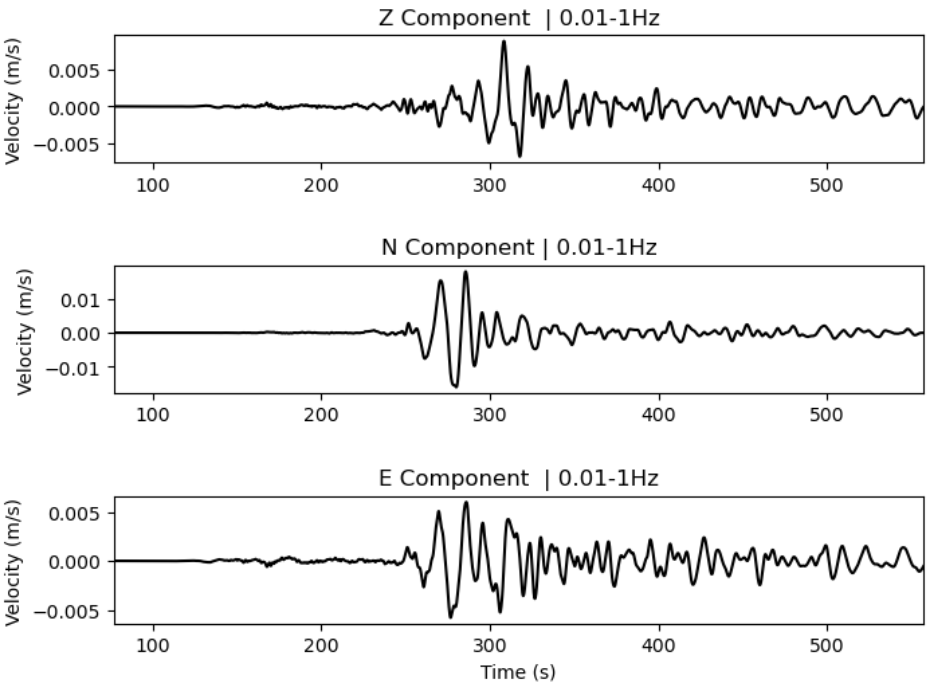 Z Component  | 0.01-1Hz
Velocity (m/s)
0.005
0.000
−0.005
100 200 300 400 500
N Component | 0.01-1Hz
Velocity (m/s)
0.01
0.00
−0.01
100 200 300 400 500
E Component  | 0.01-1Hz
Velocity (m/s)
0.005
0.000
−0.005
100 200 300 400 500
Time (s)